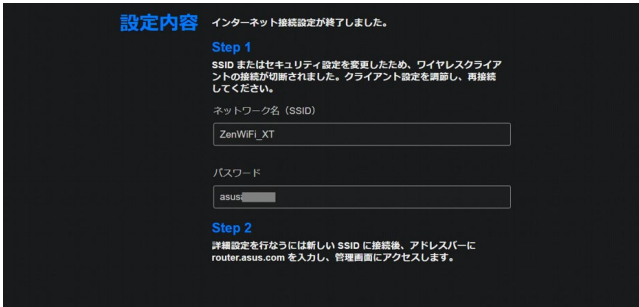 設定内容
インターネット接続設定が終了しました。
Step 1
SSID またはセキュリティ設定を変更したため、ワイヤレスクライア
ントの接続が切断されました。クライアント設定を調節し、再接続
してください。
ネットワーク名（SSID）
ZenWiFi_XT
パスワード
asus
Step 2
詳細設定を行なうには新しい SSID に接続後、アドレスバーに
router.asus.com を入力し、管理画面にアクセスします。